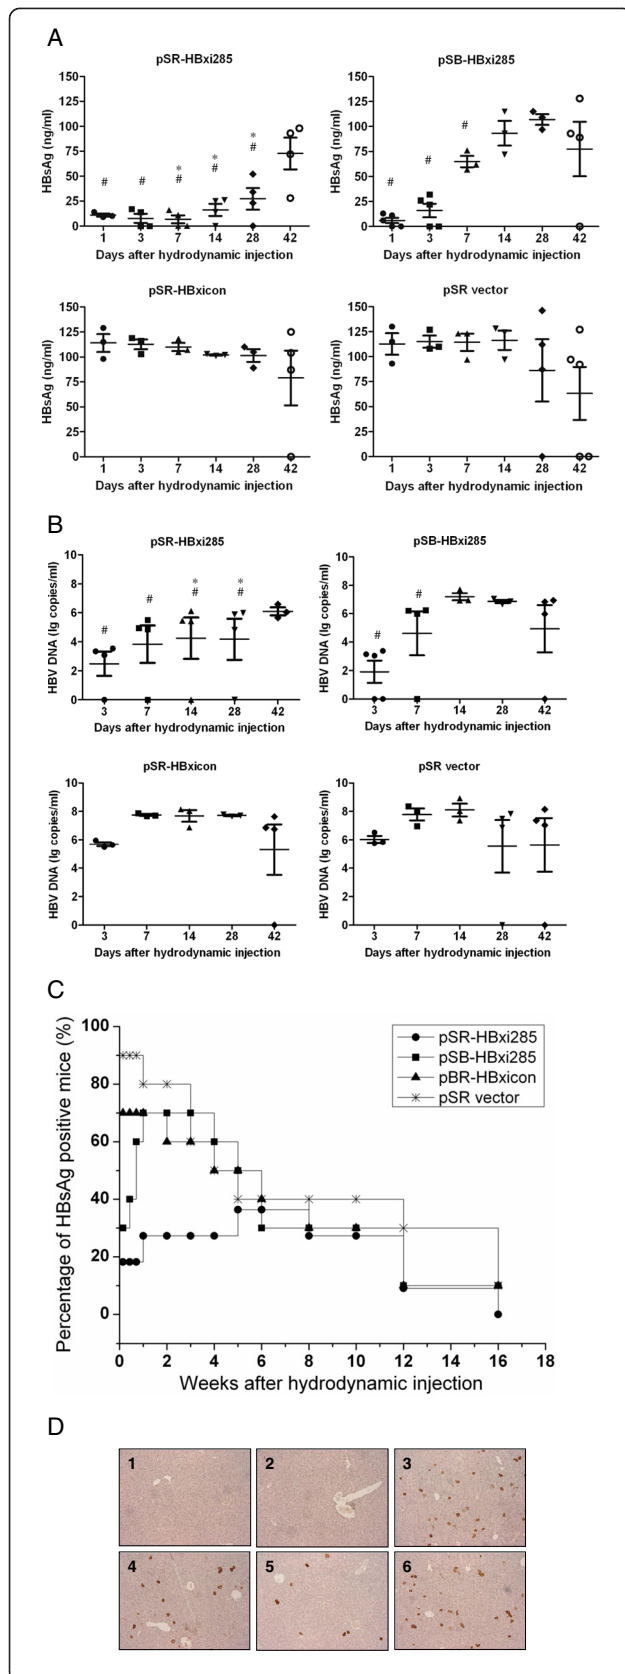 A
pSR-HBxi285
HBsAg (ng/ml)
150
125
100
75
50
25
0
# # * # * # * #
1 3 7 14 28 42
Days after hydrodynamic injection
pSB-HBxi285
HBsAg (ng/ml)
150
125
100
75
50
25
0
# # #
1 3 7 14 28 42
Days after hydrodynamic injection
pSR-HBxicon
HBsAg (ng/ml)
150
125
100
75
50
25
0
1 3 7 14 28 42
Days after hydrodynamic injection
pSR vector
HBsAg (ng/ml)
150
125
100
75
50
25
0
1 3 7 14 28 42
Days after hydrodynamic injection
B
pSR-HBxi285
HBV DNA (lg copies/ml)
10
8
6
4
2
0
# # * # * #
3 7 14 28 42
Days after hydrodynamic injection
pSB-HBxi285
HBV DNA (lg copies/ml)
10
8
6
4
2
0
# #
3 7 14 28 42
Days after hydrodynamic injection
pSR-HBxicon
HBV DNA (lg copies/ml)
10
8
6
4
2
0
3 7 14 28 42
Days after hydrodynamic injection
pSR vector
HBV DNA (lg copies/ml)
10
8
6
4
2
0
3 7 14 28 42
Days after hydrodynamic injection
C
Percentage of HBsAg positive mice (%)
100
80
60
40
20
0
pSR-HBxi285
pSB-HBxi285
pBR-HBxicon
pSR vector
0 2 4 6 8 10 12 14 16 18
Weeks after hydrodynamic injection
D
1 2 3
4 5 6